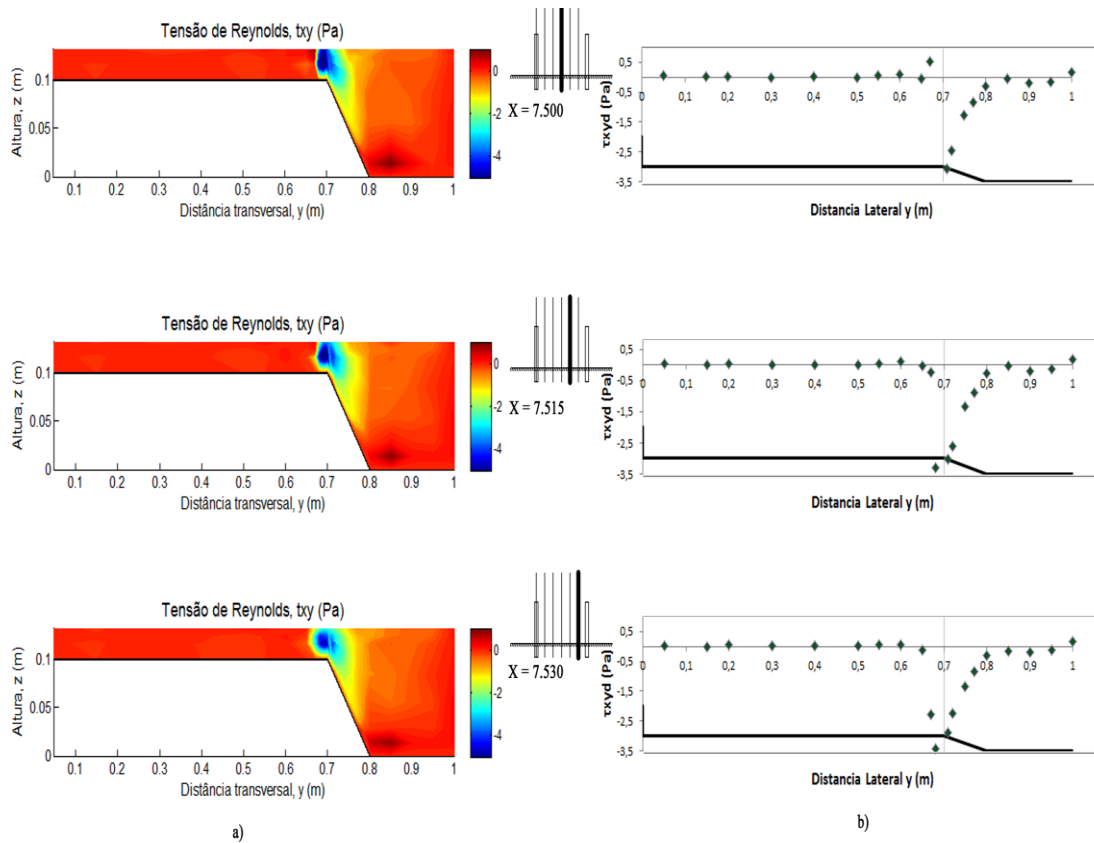 Tensão de Reynolds, txy (Pa)
Altura, z (m)
0.1
0.05
0
0.1 0.2 0.3 0.4 0.5 0.6 0.7 0.8 0.9 1
Distância transversal, y (m)
0
-2
-4
X = 7.500
τxyd (Pa)
0,5
-0,5
-1,5
-2,5
-3,5
0 0,1 0,2 0,3 0,4 0,5 0,6 0,7 0,8 0,9 1
Distancia Lateral y (m)
Tensão de Reynolds, txy (Pa)
Altura, z (m)
0.1
0.05
0
0.1 0.2 0.3 0.4 0.5 0.6 0.7 0.8 0.9 1
Distância transversal, y (m)
0
-2
-4
X = 7.515
τxyd (Pa)
0,5
-0,5
-1,5
-2,5
-3,5
0 0,1 0,2 0,3 0,4 0,5 0,6 0,7 0,8 0,9 1
Distancia Lateral y (m)
Tensão de Reynolds, txy (Pa)
Altura, z (m)
0.1
0.05
0
0.1 0.2 0.3 0.4 0.5 0.6 0.7 0.8 0.9 1
Distância transversal, y (m)
0
-2
-4
X = 7.530
τxyd (Pa)
0,5
-0,5
-1,5
-2,5
-3,5
0 0,1 0,2 0,3 0,4 0,5 0,6 0,7 0,8 0,9 1
Distancia Lateral y (m)
a)
b)